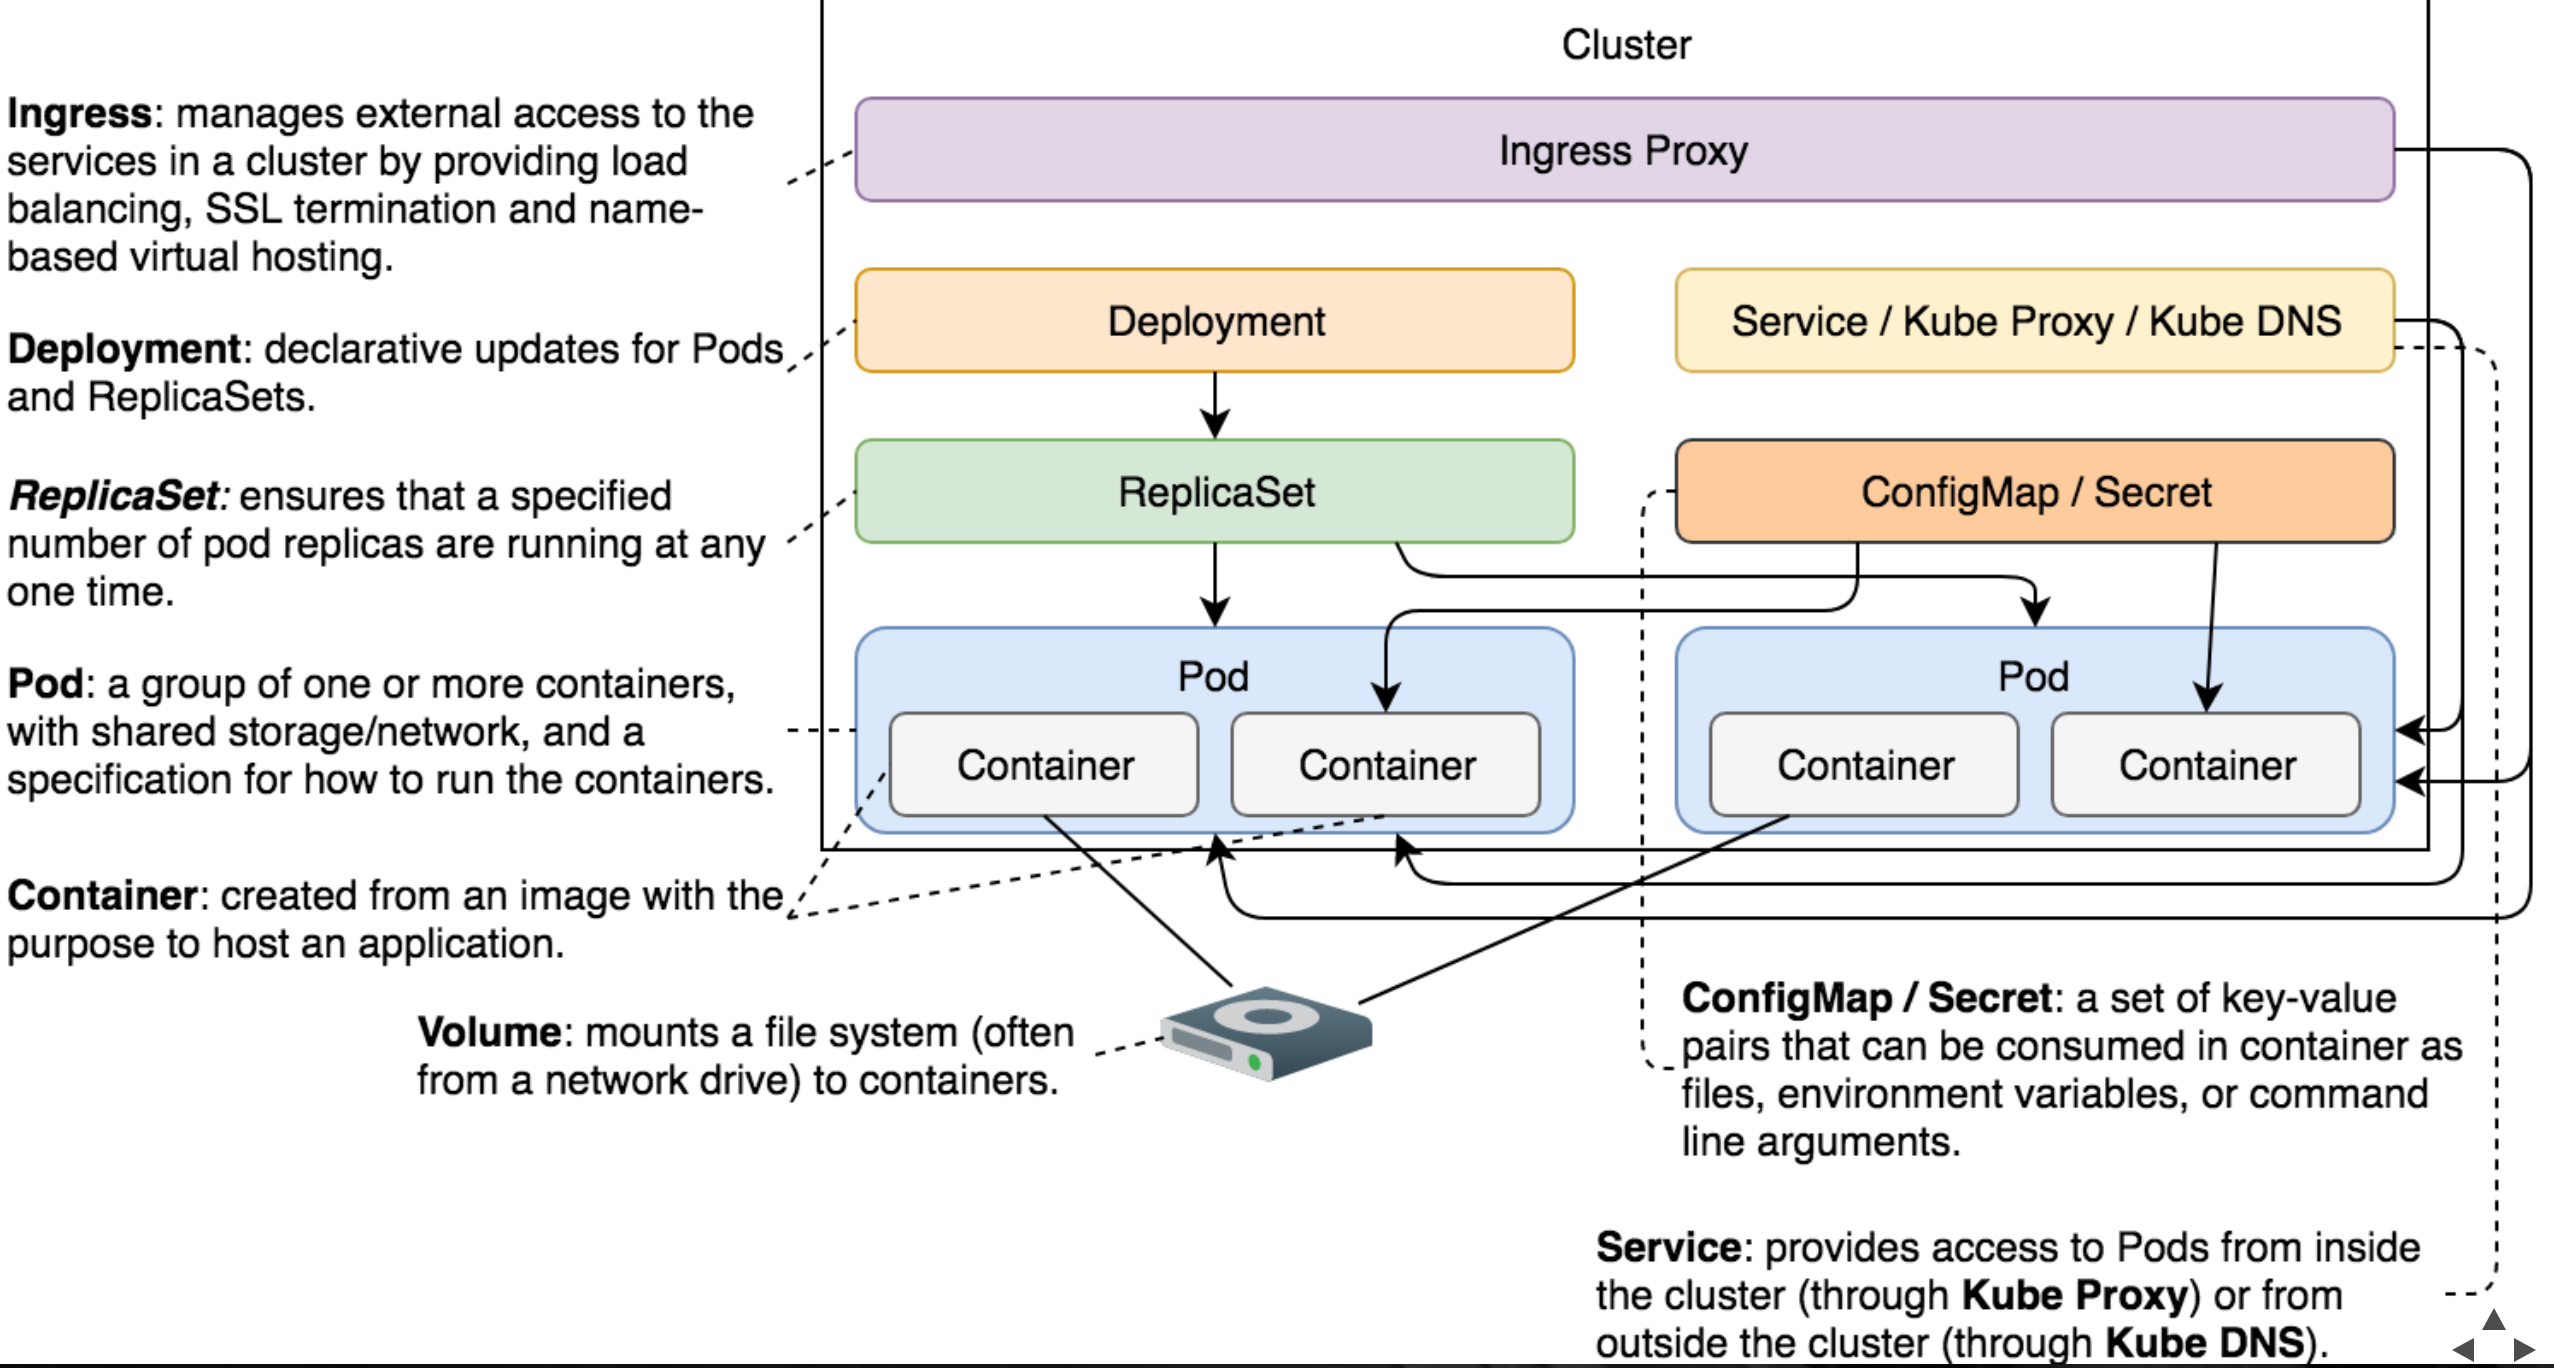 Cluster
Ingress: manages external access to the
services in a cluster by providing load
balancing, SSL termination and name-
based virtual hosting.
Ingress Proxy
Deployment: declarative updates for Pods
and ReplicaSets.
Deployment
Service / Kube Proxy / Kube DNS
ReplicaSet: ensures that a specified
number of pod replicas are running at any
one time.
ReplicaSet
ConfigMap / Secret
Pod: a group of one or more containers,
with shared storage/network, and a
specification for how to run the containers.
Pod
Container
Container
Pod
Container
Container
Container: created from an image with the
purpose to host an application.
Volume: mounts a file system (often
from a network drive) to containers.
ConfigMap / Secret: a set of key-value
pairs that can be consumed in container as
files, environment variables, or command
line arguments.
Service: provides access to Pods from inside
the cluster (through Kube Proxy) or from
outside the cluster (through Kube DNS).